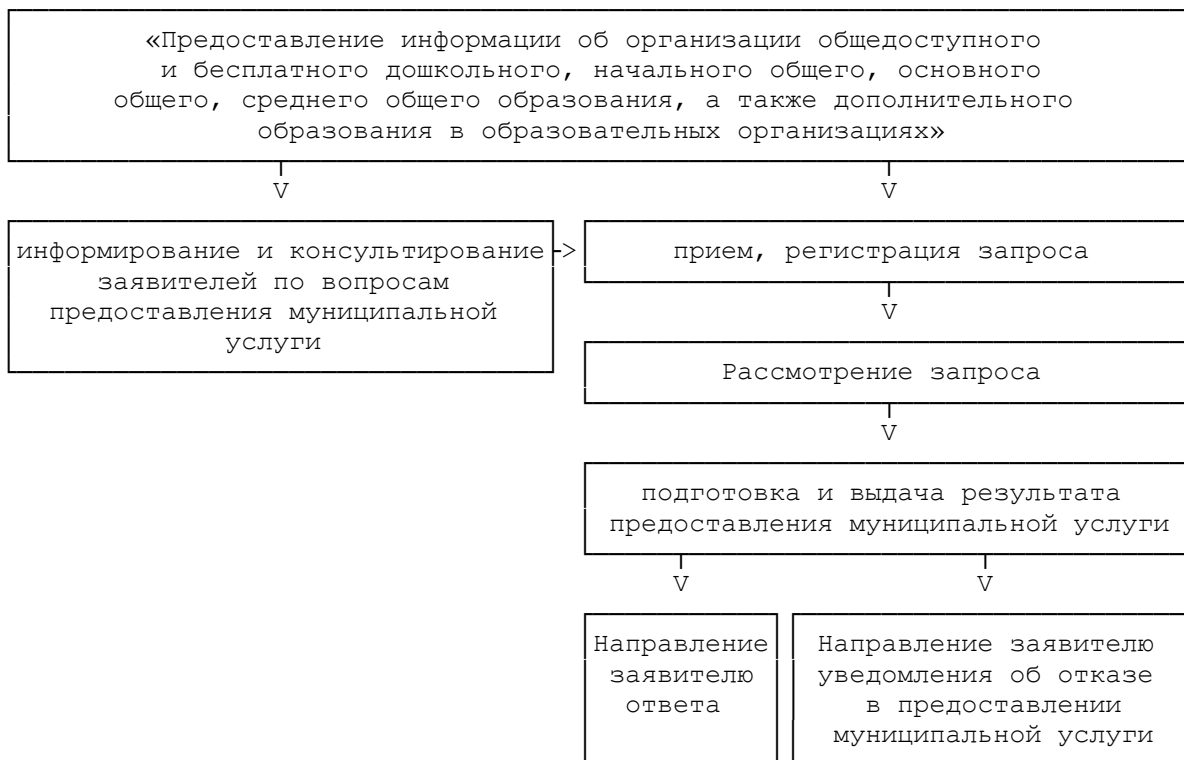 «Предоставление информации об организации общедоступного
и бесплатного дошкольного, начального общего, основного
общего, среднего общего образования, а также дополнительного
образования в образовательных организациях»
V V
информирование и консультирование
заявителей по вопросам
предоставления муниципальной
услуги
->
прием, регистрация запроса
V
Рассмотрение запроса
V
подготовка и выдача результата
предоставления муниципальной услуги
V V
Направление
заявителю
ответа
Направление заявителю
уведомления об отказе
в предоставлении
муниципальной услуги